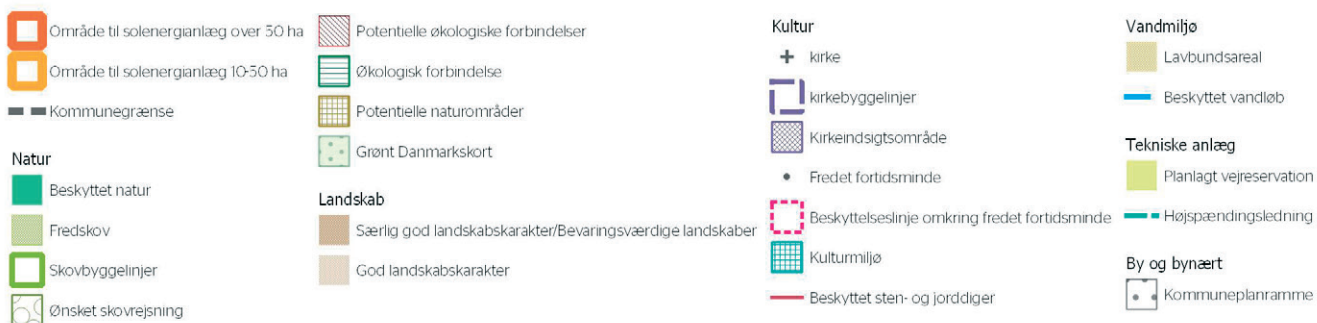 Område til solenergianlæg over 50 ha
Område til solenergianlæg 10-50 ha
Kommunegrænse
Natur
Beskyttet natur
Fredskov
Skovbyggelinjer
Ønsket skovrejsning
Potentielle økologiske forbindelser
Økologisk forbindelse
Potentielle naturområder
Grønt Danmarkskort
Landskab
Særlig god landskabskarakter/Bevaringsværdige landskaber
God landskabskarakter
Kultur
kirke
kirkebyggelinjer
Kirkeindsigtsområde
Fredet fortidsminde
Beskyttelseslinje omkring fredet fortidsminde
Kulturmiljø
Beskyttet sten- og jorddiger
Vandmiljø
Lavbundsareal
Beskyttet vandløb
Tekniske anlæg
Planlagt vejreservation
Højspændingsledning
By og bynært
Kommuneplanramme